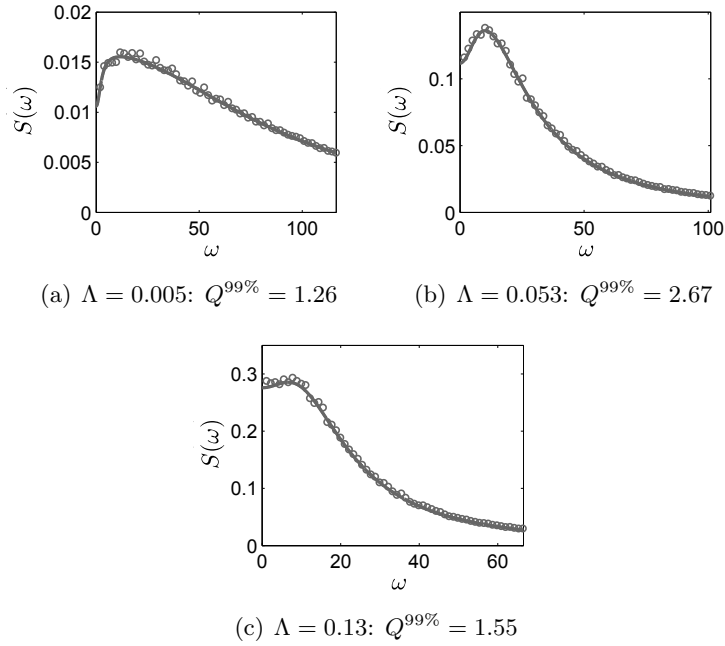 0.02
0.015
0.01
0.005
0
S(ω)
0 50 100
ω
(a) Λ = 0.005: Q^99% = 1.26
0.1
0.05
0
S(ω)
0 50 100
ω
(b) Λ = 0.053: Q^99% = 2.67
0.3
0.2
0.1
0
S(ω)
0 20 40 60
ω
(c) Λ = 0.13: Q^99% = 1.55